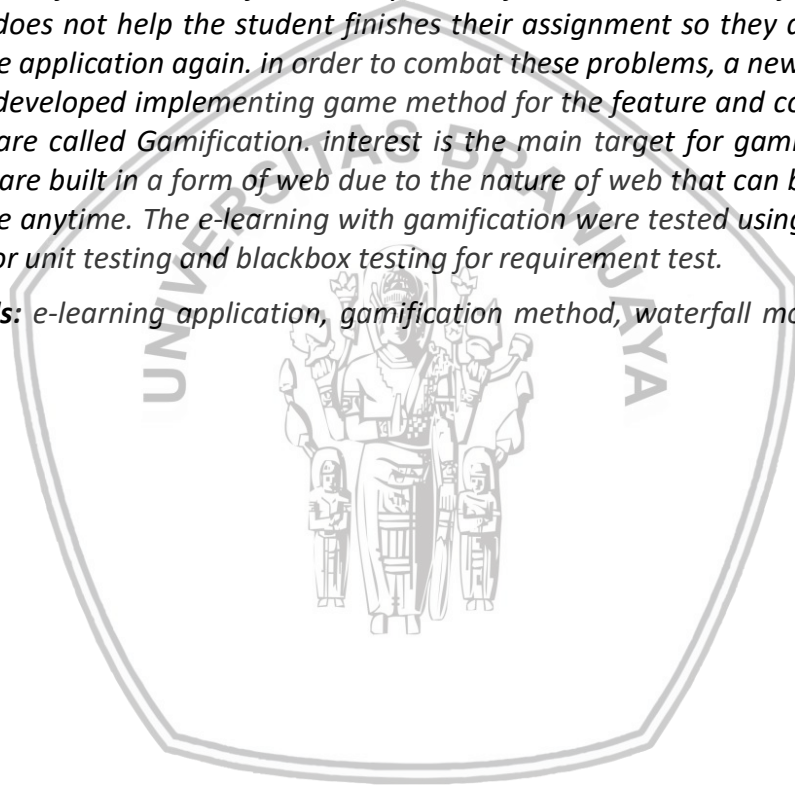 does not help the student finishes their assignment so they
e application again. in order to combat these problems, a new
developed implementing game method for the feature and co
are called Gamification. interest is the main target for gam
are built in a form of web due to the nature of web that can b
e anytime. The e-learning with gamification were tested using
or unit testing and blackbox testing for requirement test.
s: e-learning application, gamification method, waterfall mo
UNIVERSITAS BRAWIJAYA